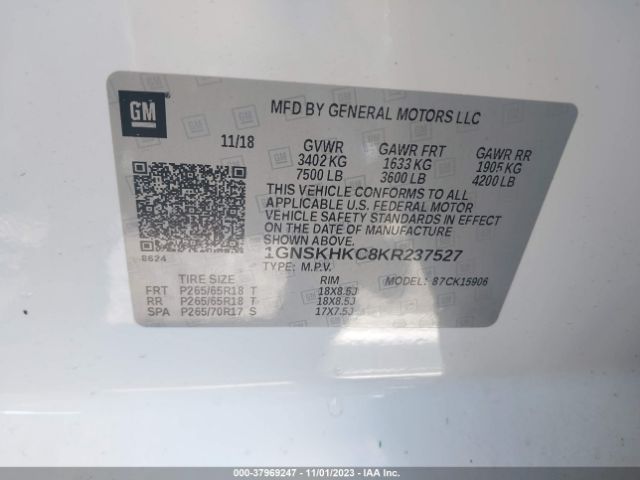 GM
MFD BY GENERAL MOTORS LLC
11/18 GVWR GAWR FRT GAWR RR
3402 KG 1633 KG 1905 KG
7500 LB 3600 LB 4200 LB
THIS VEHICLE CONFORMS TO ALL
APPLICABLE U.S. FEDERAL MOTOR
VEHICLE SAFETY STANDARDS IN EFFECT
ON THE DATE OF MANUFACTURE
SHOWN ABOVE.
1GNSKHKC8KR237527
8624
TYPE: M.P.V. MODEL: 87CK15906
TIRE SIZE RIM
FRT P265/65R18 T 18X8.5J
RR P265/65R18 T 18X8.5J
SPA P265/70R17 S 17X7.5J
000-37969247 - 11/01/2023 - IAA Inc.